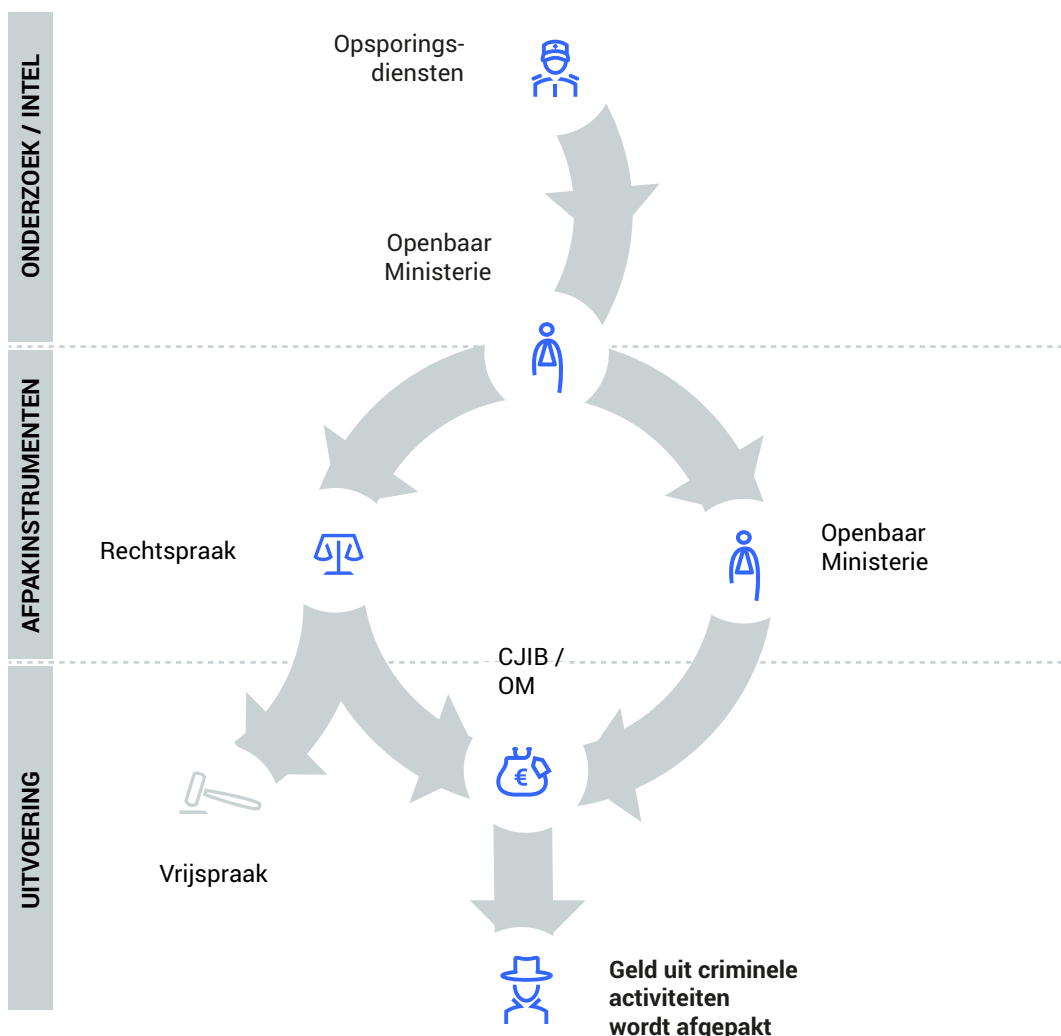 ONDERZOEK / INTEL
Opsporings-
diensten
Openbaar
Ministerie
AFPAKINSTRUMENTEN
Rechtspraak
Openbaar
Ministerie
UITVOERING
CJIB /
OM
€
Vrijspraak
Geld uit criminele
activiteiten
wordt afgepakt